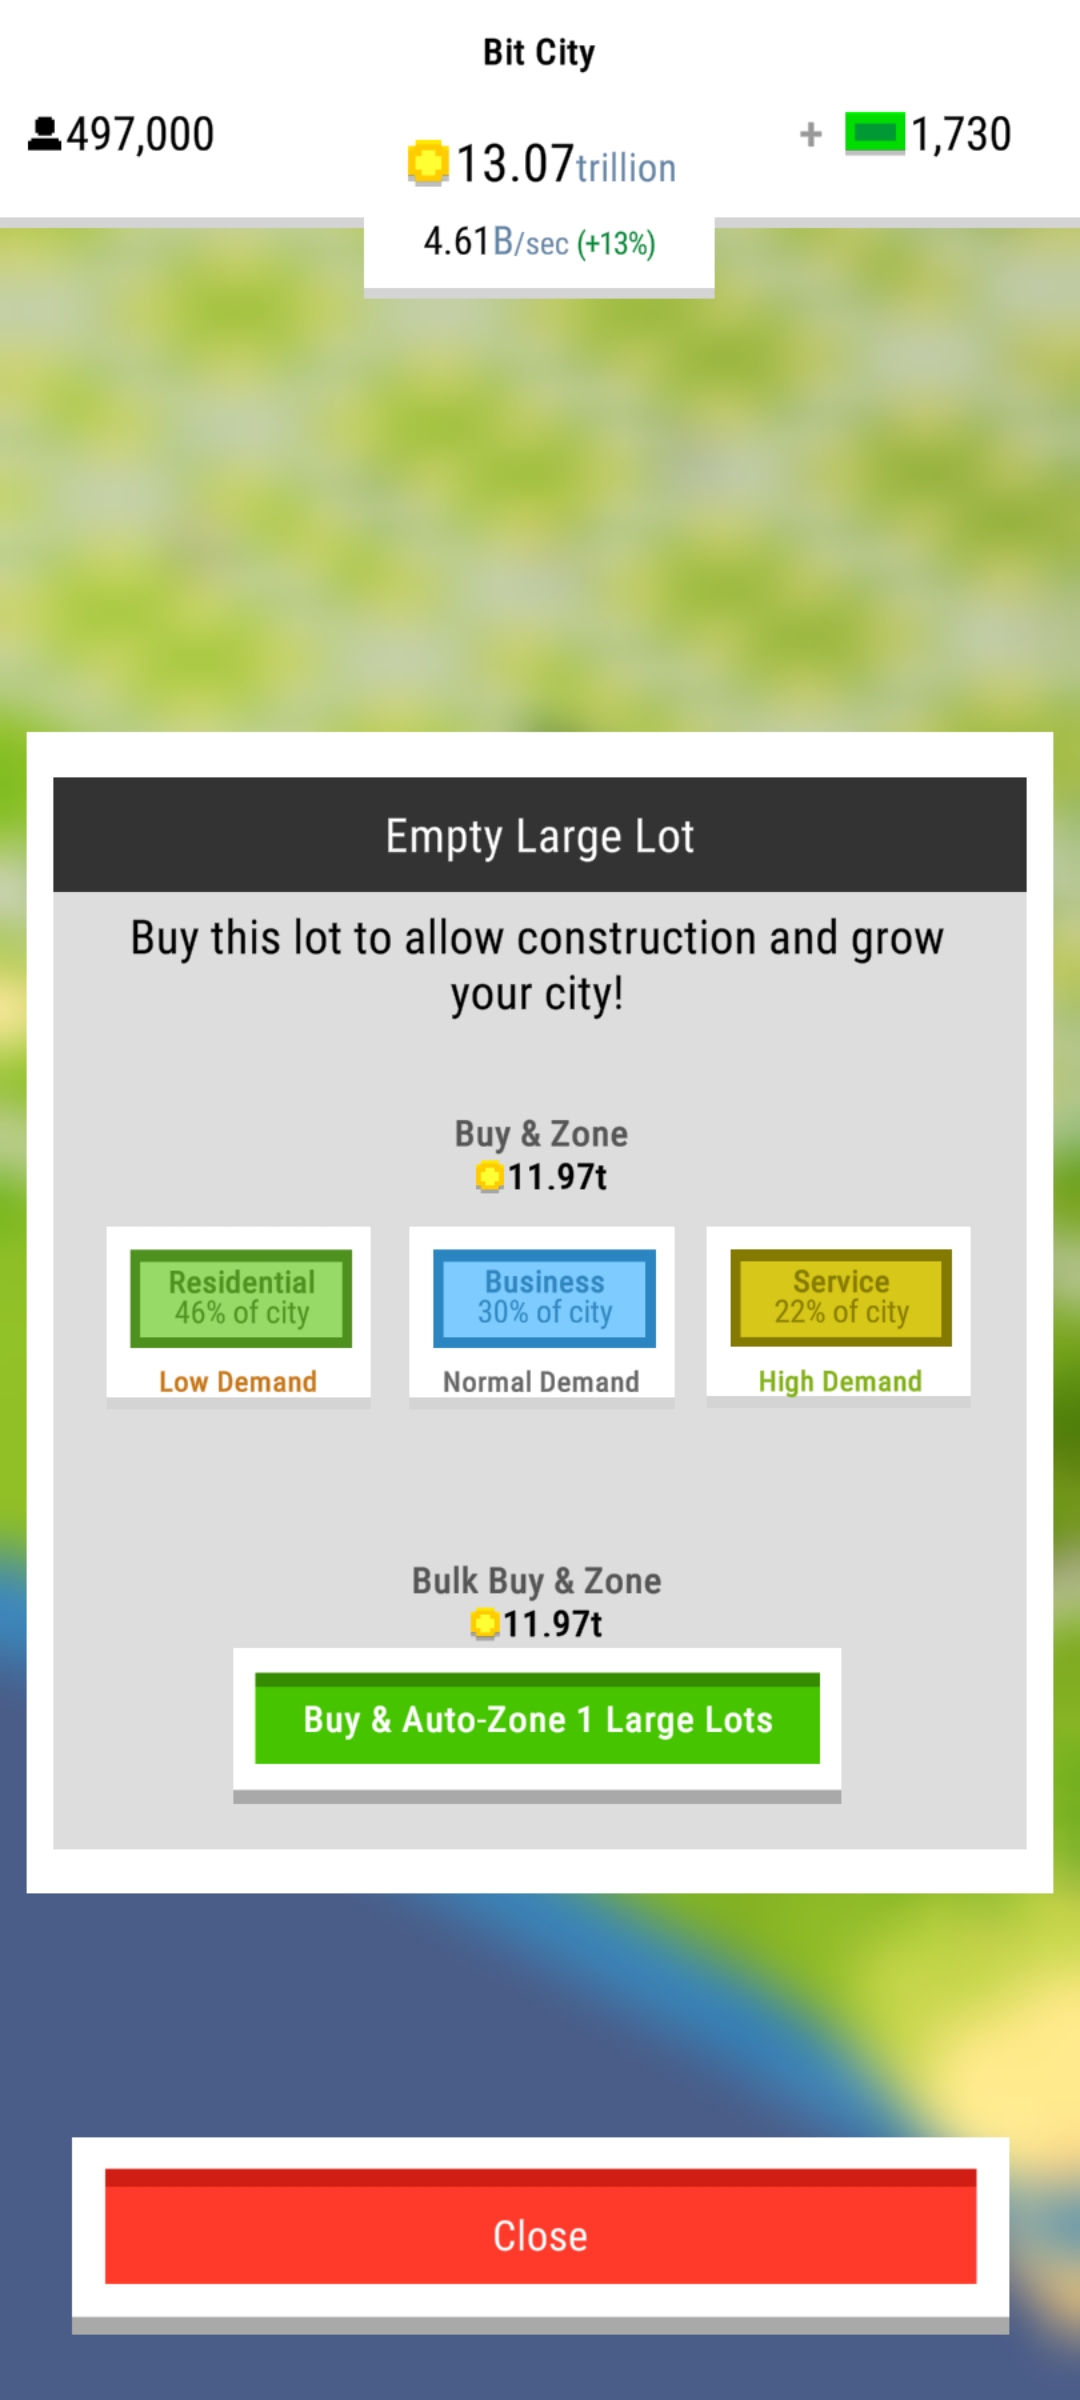 Bit City
497,000
13.07trillion
+ 1,730
4.61B/sec (+13%)
Empty Large Lot
Buy this lot to allow construction and grow
your city!
Buy & Zone
11.97t
Residential
46% of city
Low Demand
Business
30% of city
Normal Demand
Service
22% of city
High Demand
Bulk Buy & Zone
11.97t
Buy & Auto-Zone 1 Large Lots
Close